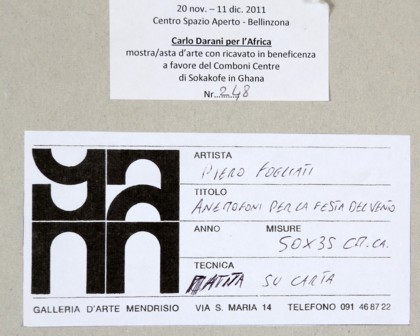 20 nov. – 11 dic. 2011
Centro Spazio Aperto - Bellinzona
Carlo Darani per l'Africa
mostra/asta d'arte con ricavato in beneficenza
a favore del Comboni Centre
di Sokakofe in Ghana
Nr. 248
ARTISTA
PIERO FOGLIATI
TITOLO
ANEMOFONI PER LA FESTA DEL VENTO
ANNO MISURE
50X35 CM. CA.
TECNICA
MATITA SU CARTA
GALLERIA D'ARTE MENDRISIO VIA S. MARIA 14 TELEFONO 091 46 87 22